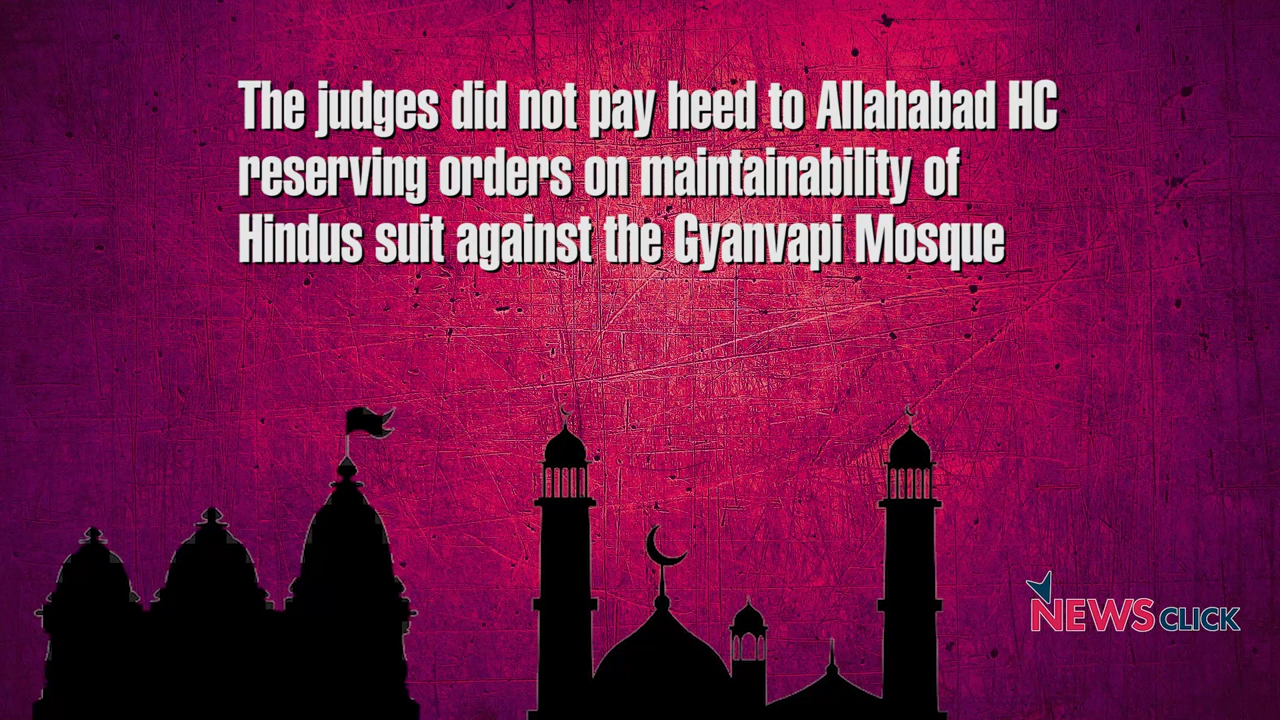 The judges did not pay heed to Allahabad HC
reserving orders on maintainability of
Hindus suit against the Gyanvapi Mosque
NEWSCLICK